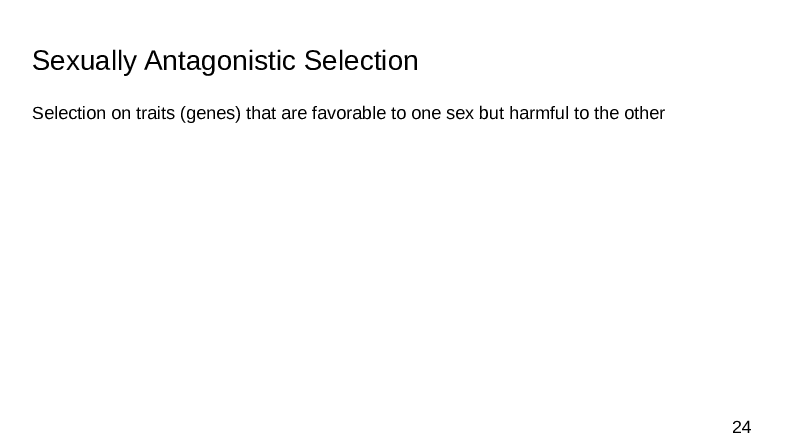 Sexually Antagonistic Selection
Selection on traits (genes) that are favorable to one sex but harmful to the other
24